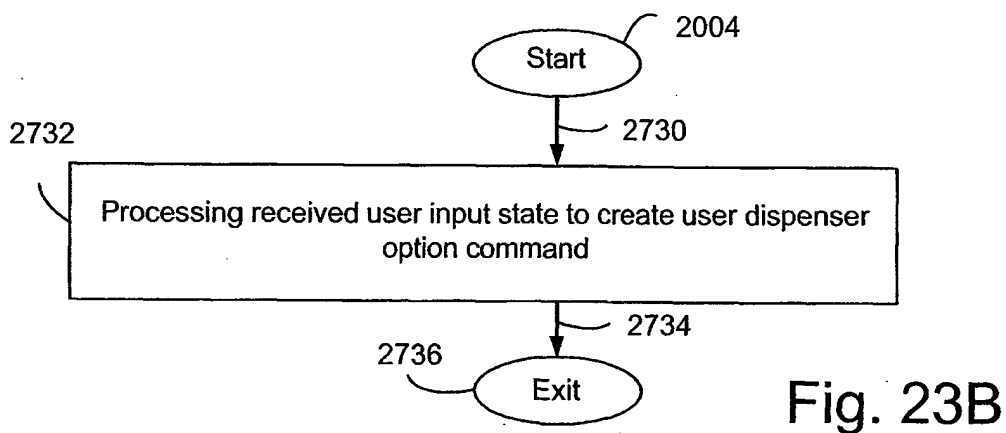 2004
Start
2730
2732
Processing received user input state to create user dispenser
option command
2734
2736
Exit
Fig. 23B